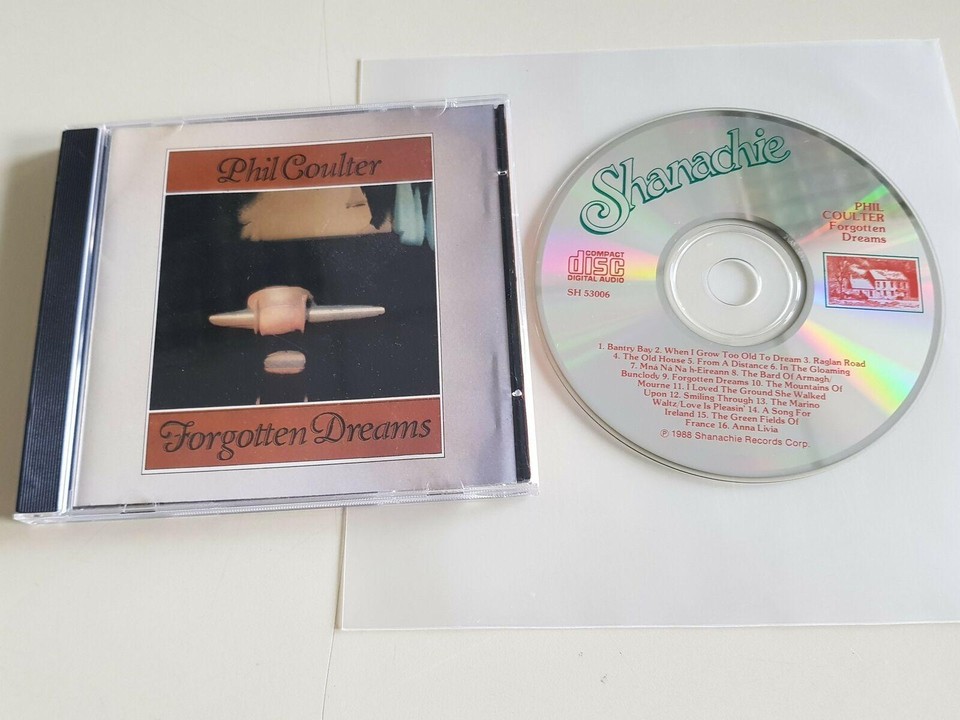 Phil Coulter
Forgotten Dreams
Shanachie
COMPACT
disc
DIGITAL AUDIO
SH 53006
PHIL
COULTER
Forgotten
Dreams
1. Bantry Bay 2. When I Grow Too Old To Dream 3. Raglan Road
4. The Old House 5. From A Distance 6. In The Gloaming
7. Mna Ná Na h-Eireann 8. The Bard Of Armagh/
Bunclody 9. Forgotten Dreams 10. The Mountains Of
Mourne 11. I Loved The Ground She Walked
Upon 12. Smiling Through 13. The Marino
Waltz/Love Is Pleasin' 14. A Song For
Ireland 15. The Green Fields Of
France 16. Anna Livia
℗ 1988 Shanachie Records Corp.